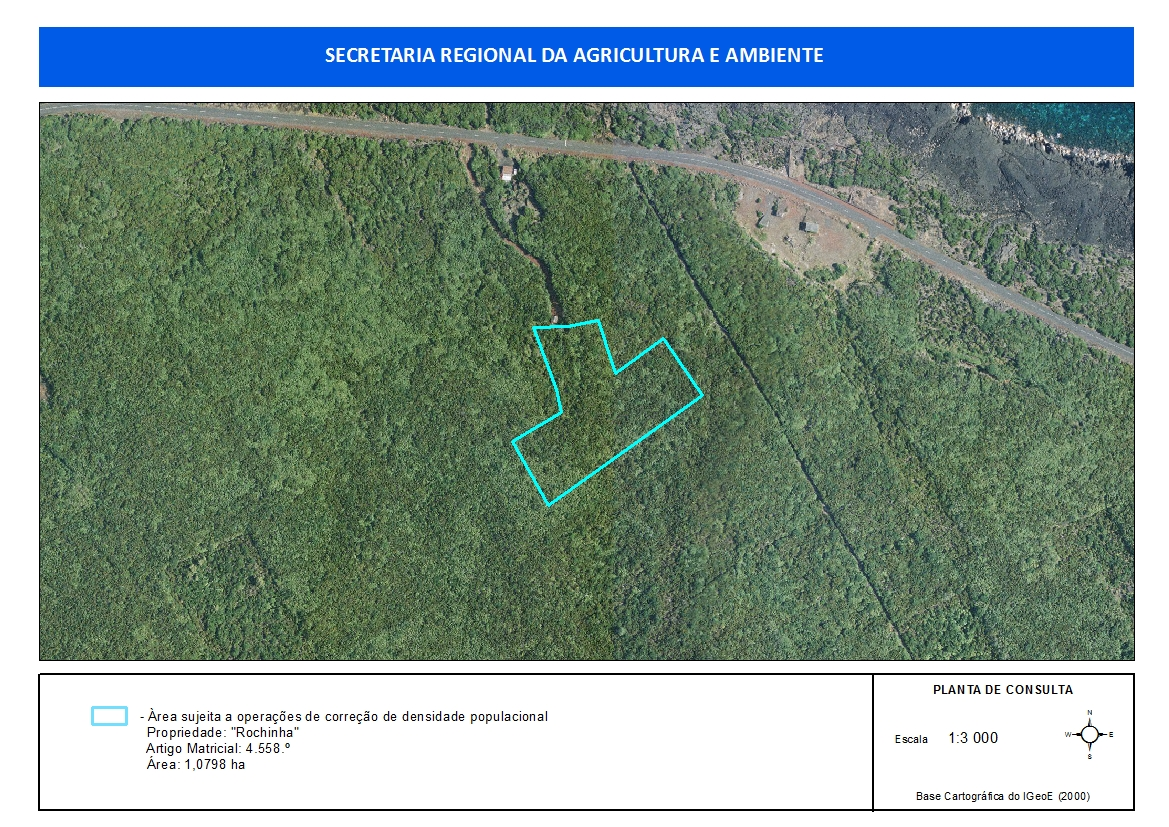 SECRETARIA REGIONAL DA AGRICULTURA E AMBIENTE
- Àrea sujeita a operações de correção de densidade populacional
Propriedade: "Rochinha"
Artigo Matricial: 4.558.º
Área: 1,0798 ha
PLANTA DE CONSULTA
N
W E
S
Escala 1:3 000
Base Cartográfica do IGeoE (2000)